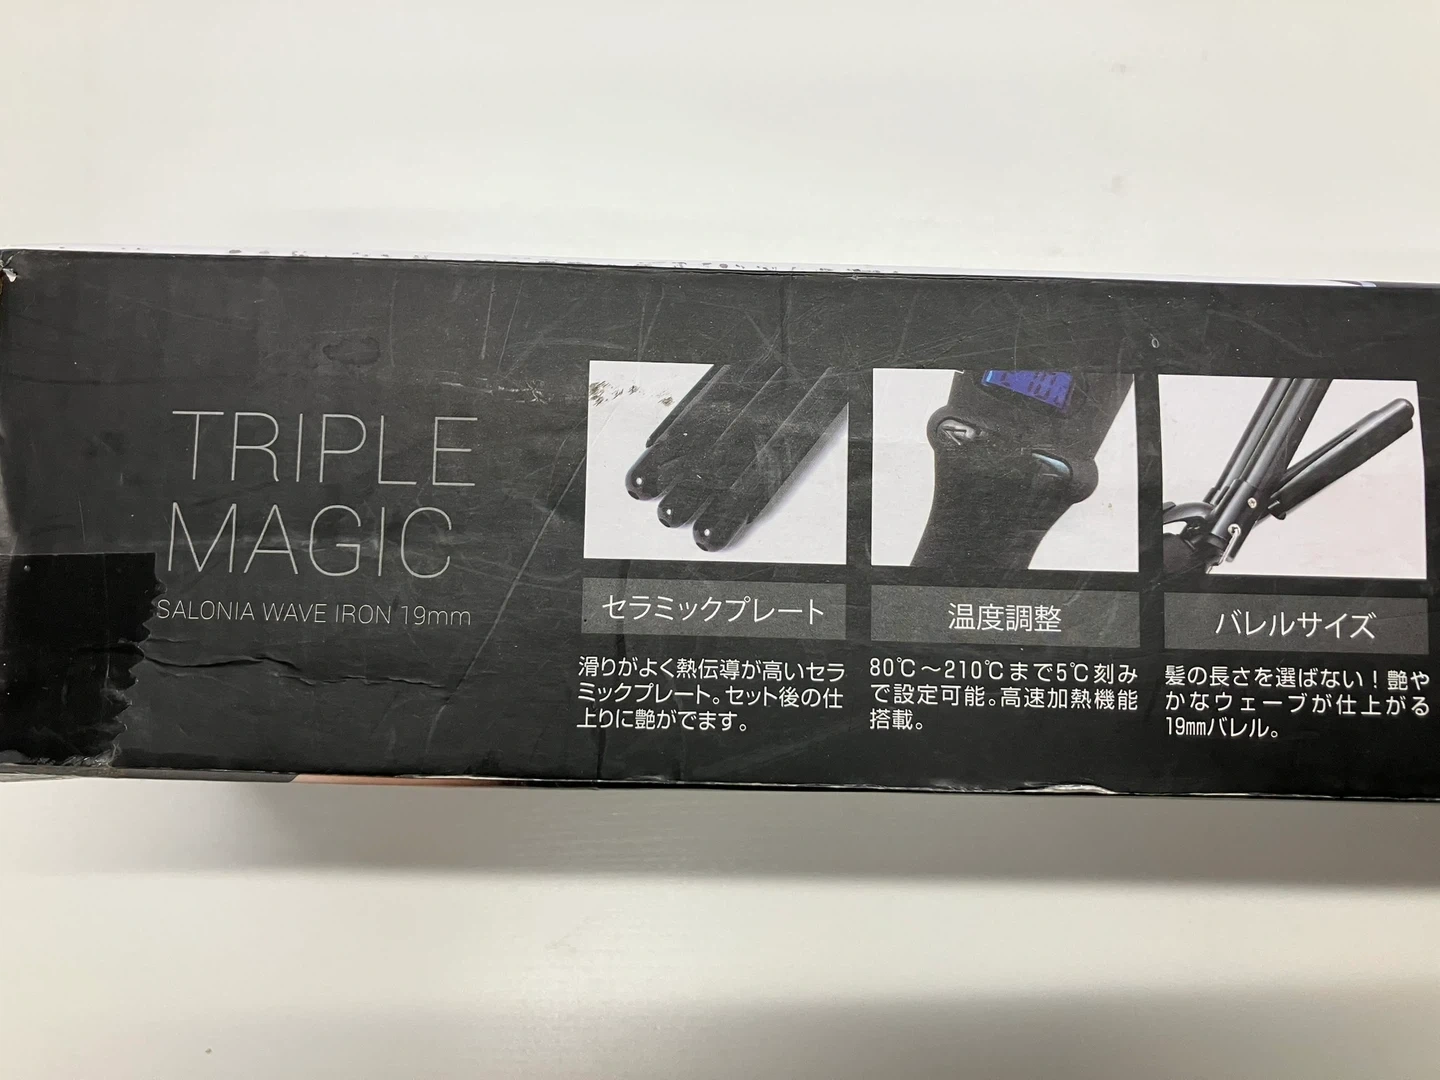 TRIPLE
MAGIC
SALONIA WAVE IRON 19mm
セラミックプレート
滑りがよく熱伝導が高いセラ
ミックプレート。セット後の仕
上りに艶がでます。
温度調整
80℃～210℃まで5℃刻み
で設定可能。高速加熱機能
搭載。
バレルサイズ
髪の長さを選ばない！艶や
かなウェーブが仕上がる
19mmバレル。